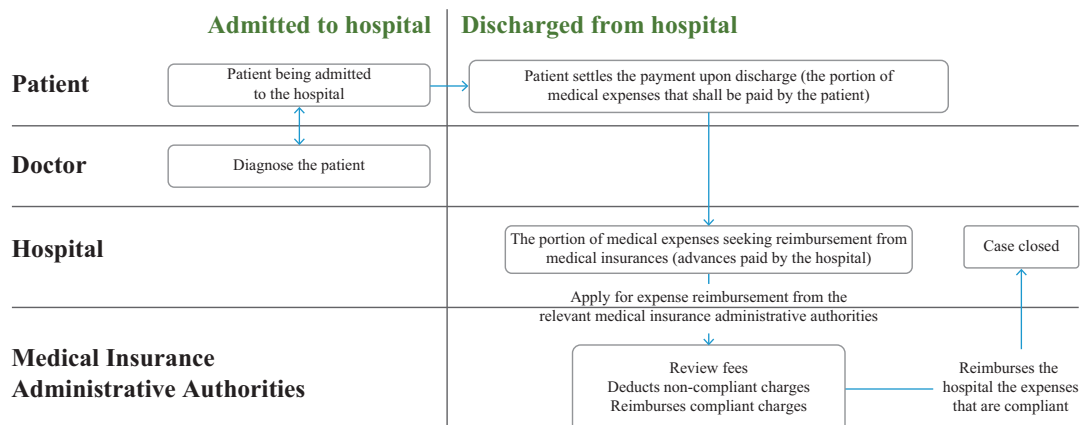 Admitted to hospital
Discharged from hospital
Patient
Patient being admitted
to the hospital
Patient settles the payment upon discharge (the portion of
medical expenses that shall be paid by the patient)
Doctor
Diagnose the patient
Hospital
The portion of medical expenses seeking reimbursement from
medical insurances (advances paid by the hospital)
Case closed
Apply for expense reimbursement from the
relevant medical insurance administrative authorities
Medical Insurance
Administrative Authorities
Review fees
Deducts non-compliant charges
Reimburses compliant charges
Reimburses the
hospital the expenses
that are compliant